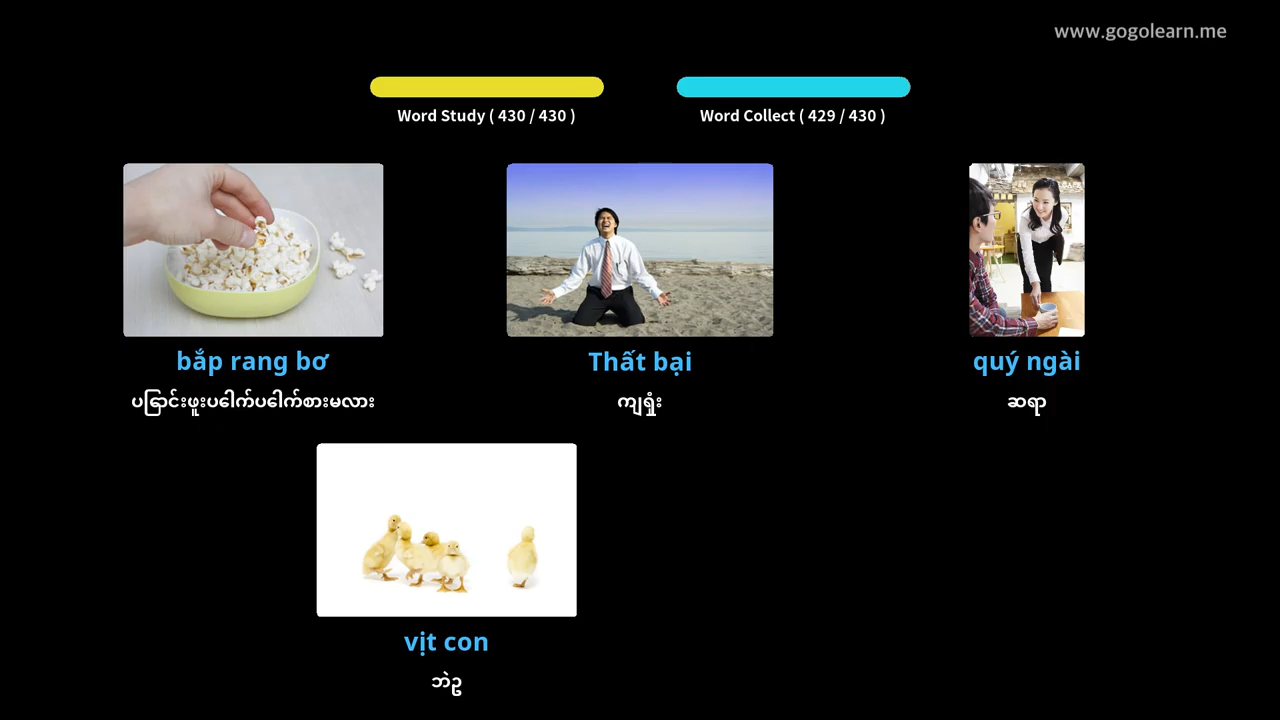 www.gogolearn.me
Word Study ( 430 / 430 )
Word Collect ( 429 / 430 )
bắp rang bơ
Thất bại
quý ngài
ပြောင်းဖူးပေါက်ပေါက်စားမလား
ကျရှုံး
ဆရာ
vịt con
ဘဲဥ